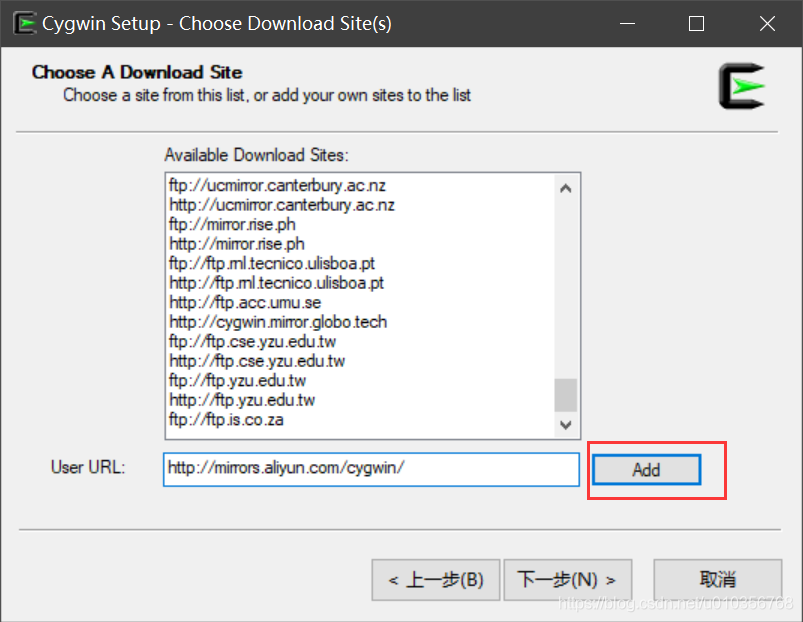 Cygwin Setup - Choose Download Site(s)
Choose A Download Site
Choose a site from this list, or add your own sites to the list
Available Download Sites:
ftp://ucmirror.canterbury.ac.nz
http://ucmirror.canterbury.ac.nz
ftp://mirror.rise.ph
http://mirror.rise.ph
ftp://ftp.rnl.tecnico.ulisboa.pt
http://ftp.rnl.tecnico.ulisboa.pt
http://ftp.acc.umu.se
http://cygwin.mirror.globo.tech
ftp://ftp.cse.yzu.edu.tw
http://ftp.cse.yzu.edu.tw
ftp://ftp.yzu.edu.tw
http://ftp.yzu.edu.tw
ftp://ftp.is.co.za
User URL: http://mirrors.aliyun.com/cygwin/ Add
< 上一步(B) 下一步(N) > 取消
https://blog.csdn.net/u010356768